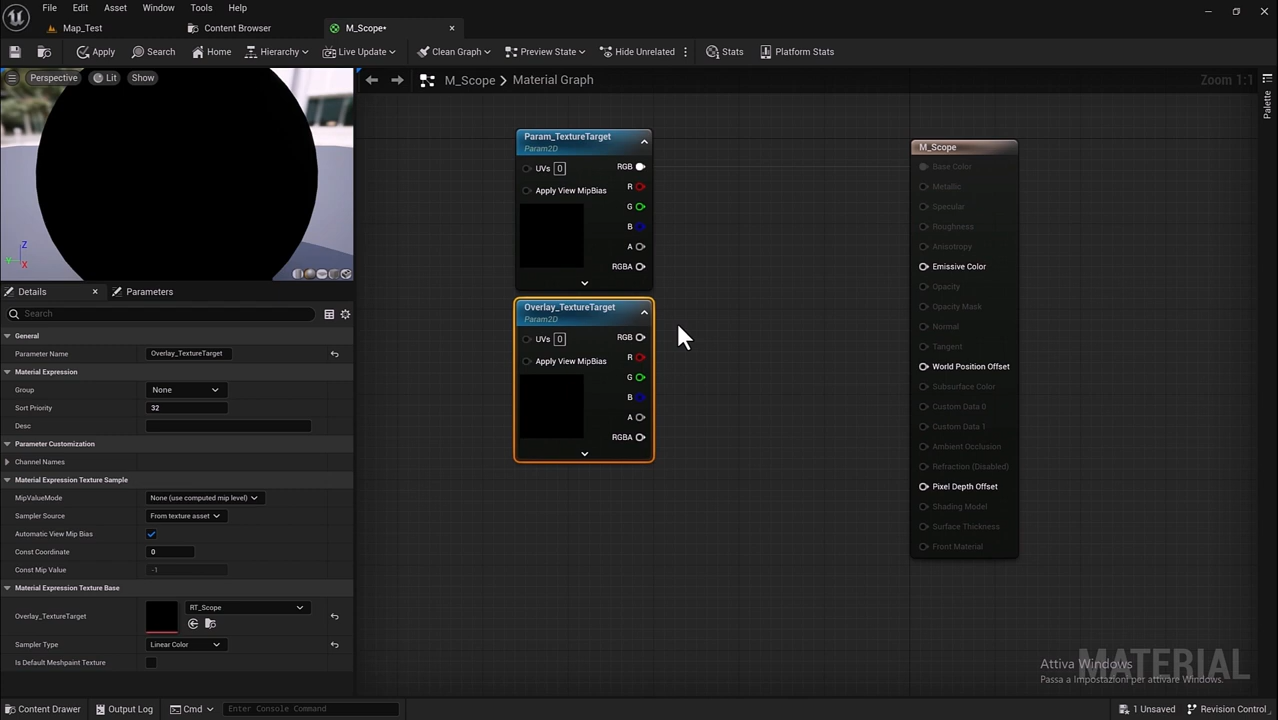 File Edit Asset Window Tools Help
Map_Test Content Browser M_Scope•
Apply Search Home Hierarchy Live Update Clean Graph Preview State Hide Unrelated Stats Platform Stats
Perspective Lit Show
M_Scope Material Graph Zoom 1:1
Palette
Z
Y
X
Param_TextureTarget
Param2D
UVs 0 RGB
Apply View MipBias R
G
B
A
RGBA
Overlay_TextureTarget
Param2D
UVs 0 RGB
Apply View MipBias R
G
B
A
RGBA
M_Scope
Base Color
Metallic
Specular
Roughness
Anisotropy
Emissive Color
Opacity
Opacity Mask
Normal
Tangent
World Position Offset
Subsurface Color
Custom Data 0
Custom Data 1
Ambient Occlusion
Refraction (Disabled)
Pixel Depth Offset
Shading Model
Surface Thickness
Front Material
Details Parameters
Search
General
Parameter Name Overlay_TextureTarget
Material Expression
Group None
Sort Priority 32
Desc
Parameter Customization
Channel Names
Material Expression Texture Sample
MipValueMode None (use computed mip level)
Sampler Source From texture asset
Automatic View Mip Bias
Const Coordinate 0
Const Mip Value -1
Material Expression Texture Base
Overlay_TextureTarget RT_Scope
Sampler Type Linear Color
Is Default Meshpaint Texture
MATERIAL
Attiva Windows
Passa a Impostazioni per attivare Windows.
Content Drawer Output Log Cmd Enter Console Command 1 Unsaved Revision Control